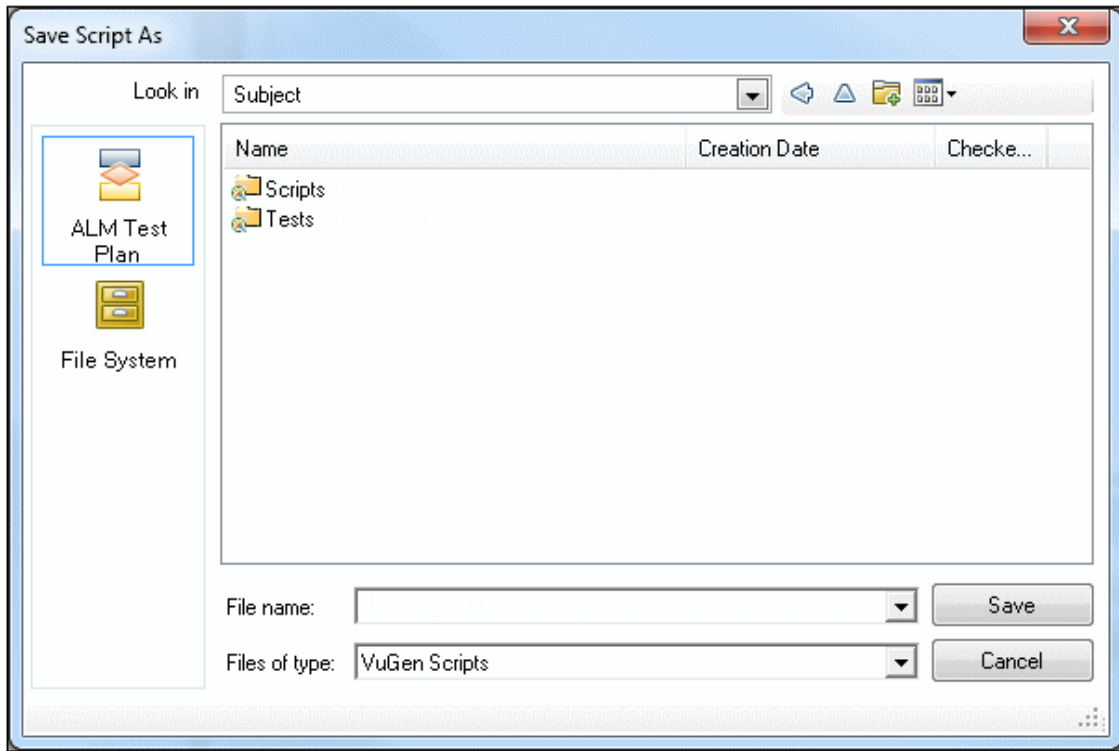 Save Script As
Look in
Subject
Name Creation Date Checke...
Scripts
Tests
ALM Test
Plan
File System
File name:
Save
Files of type: VuGen Scripts
Cancel